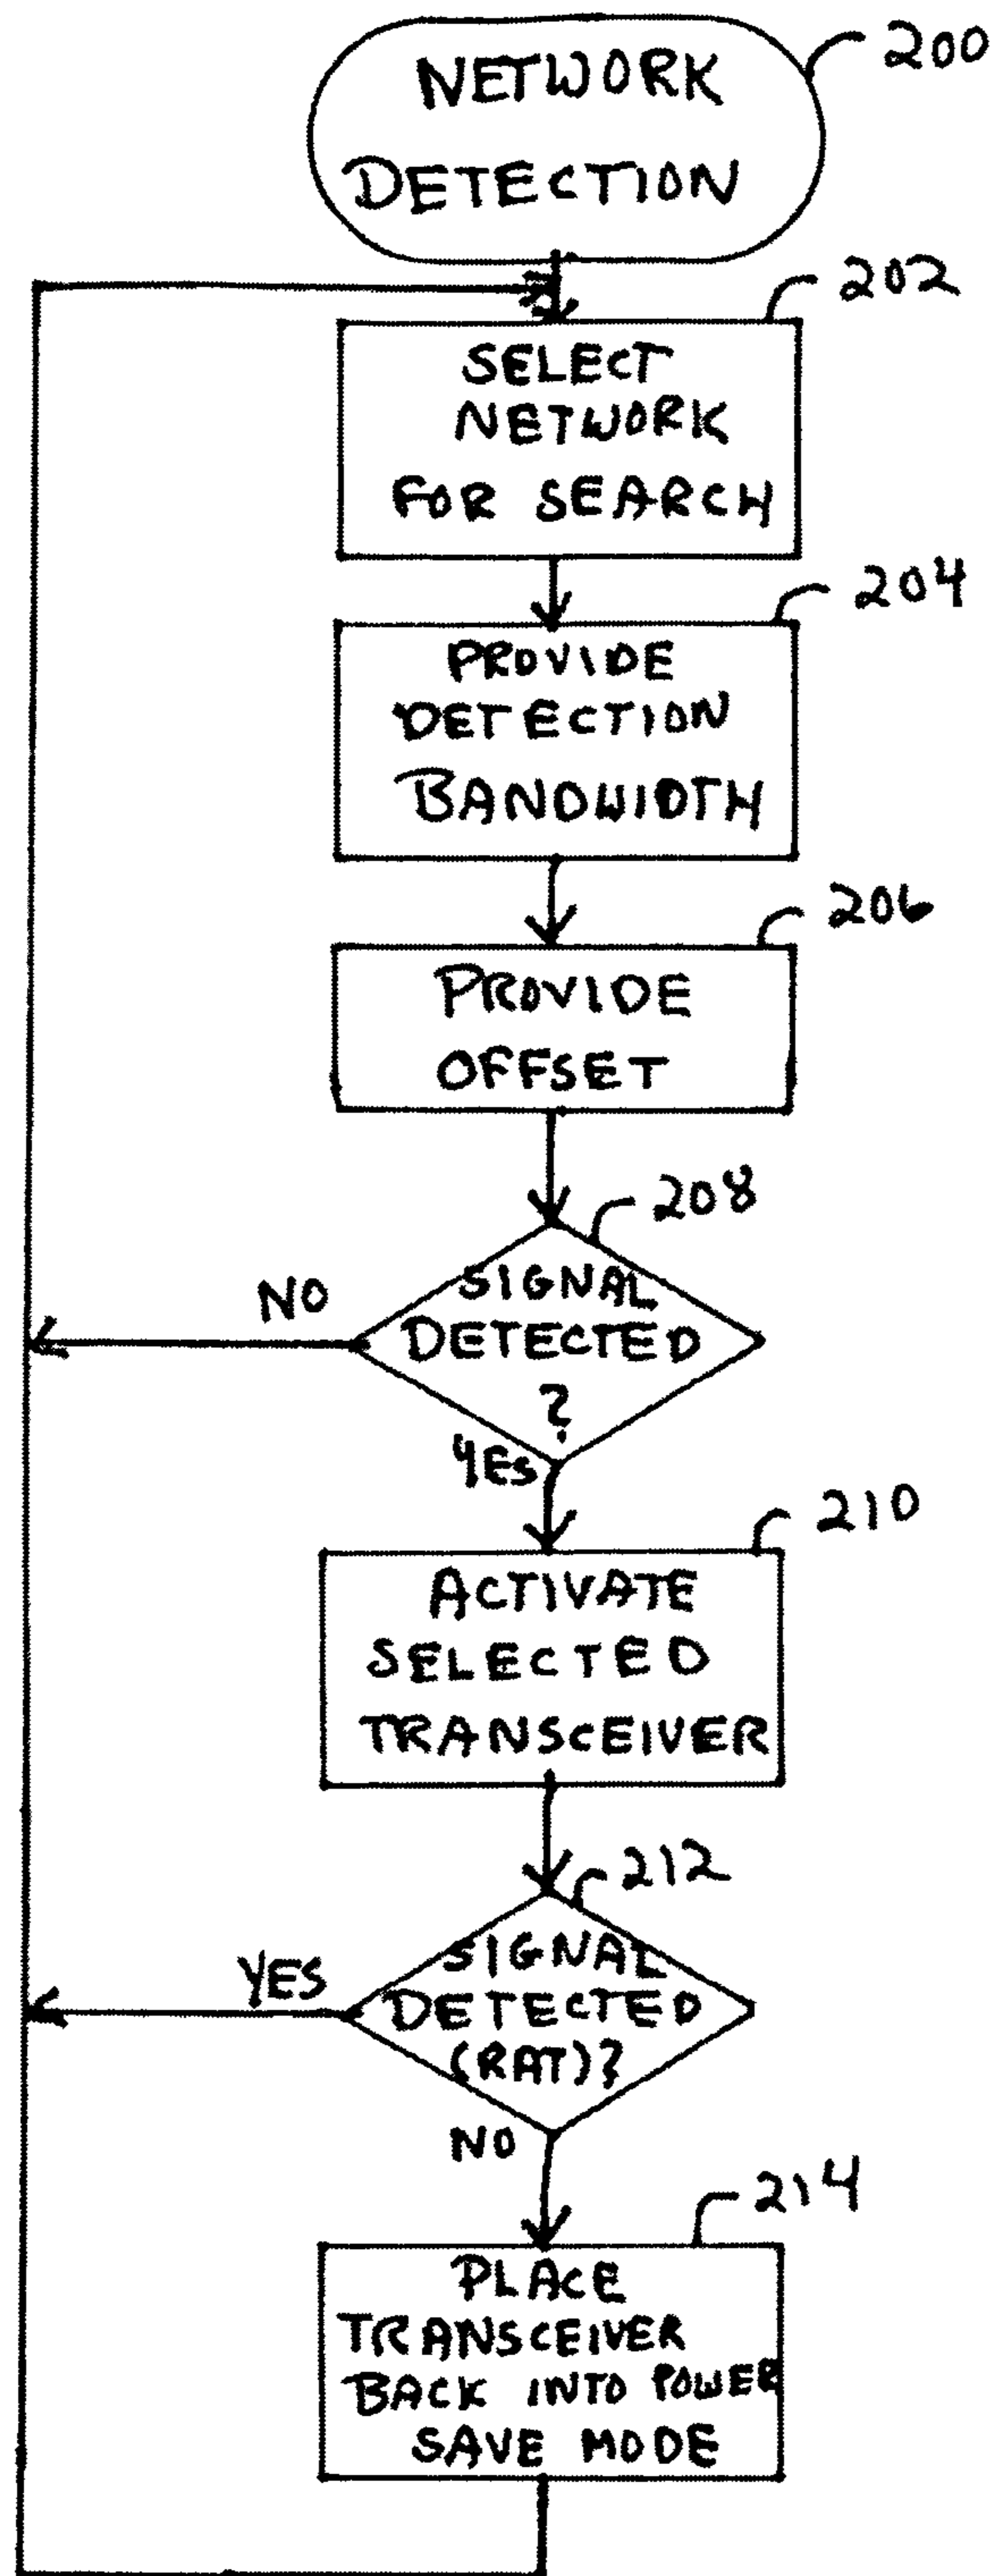 NETWORK
DETECTION
200
202
SELECT
NETWORK
FOR SEARCH
204
PROVIDE
DETECTION
BANDWIDTH
206
PROVIDE
OFFSET
208
SIGNAL
DETECTED
?
NO
YES
210
ACTIVATE
SELECTED
TRANSCEIVER
212
SIGNAL
DETECTED
(RAT)?
YES
NO
214
PLACE
TRANSCEIVER
BACK INTO POWER
SAVE MODE